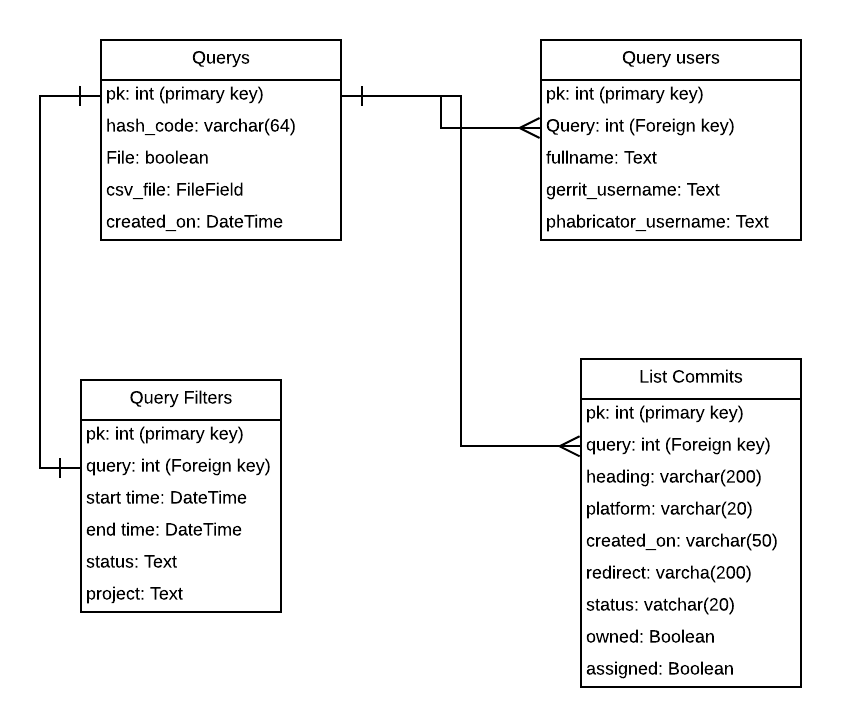 Querys
pk: int (primary key)
hash_code: varchar(64)
File: boolean
csv_file: FileField
created_on: DateTime
Query users
pk: int (primary key)
Query: int (Foreign key)
fullname: Text
gerrit_username: Text
phabricator_username: Text
Query Filters
pk: int (primary key)
query: int (Foreign key)
start time: DateTime
end time: DateTime
status: Text
project: Text
List Commits
pk: int (primary key)
query: int (Foreign key)
heading: varchar(200)
platform: varchar(20)
created_on: varchar(50)
redirect: varcha(200)
status: vatchar(20)
owned: Boolean
assigned: Boolean